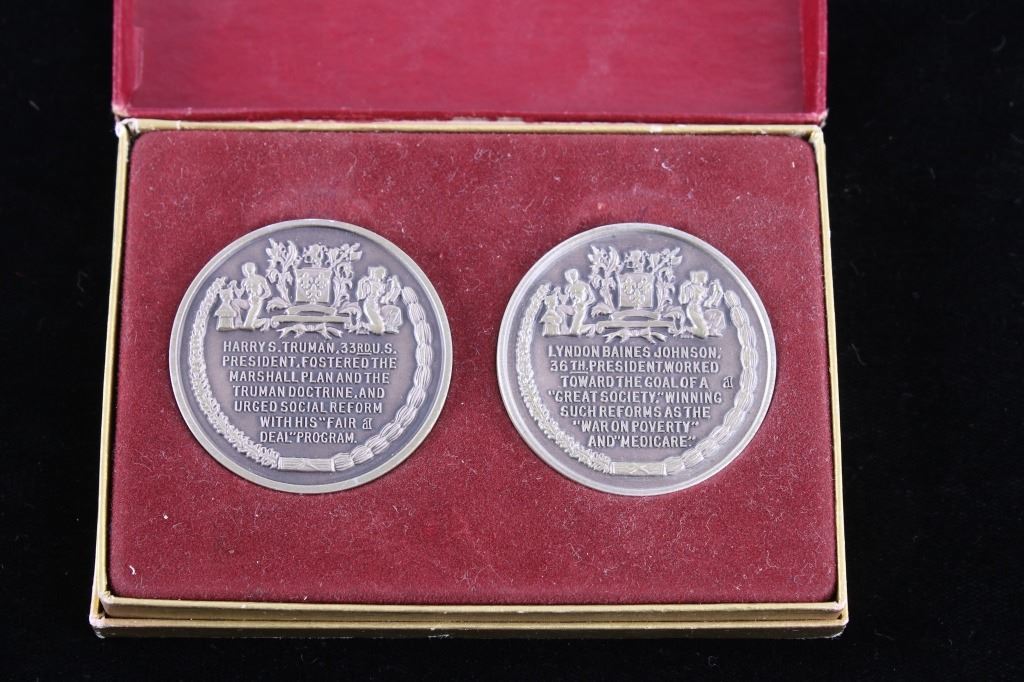 HARRY S. TRUMAN, 33RD U.S.
PRESIDENT, FOSTERED THE
MARSHALL PLAN AND THE
TRUMAN DOCTRINE, AND
URGED SOCIAL REFORM
WITH HIS "FAIR
DEAL" PROGRAM.
LYNDON BAINES JOHNSON,
36TH. PRESIDENT, WORKED
TOWARD THE GOAL OF A
"GREAT SOCIETY," WINNING
SUCH REFORMS AS THE
"WAR ON POVERTY"
AND "MEDICARE."